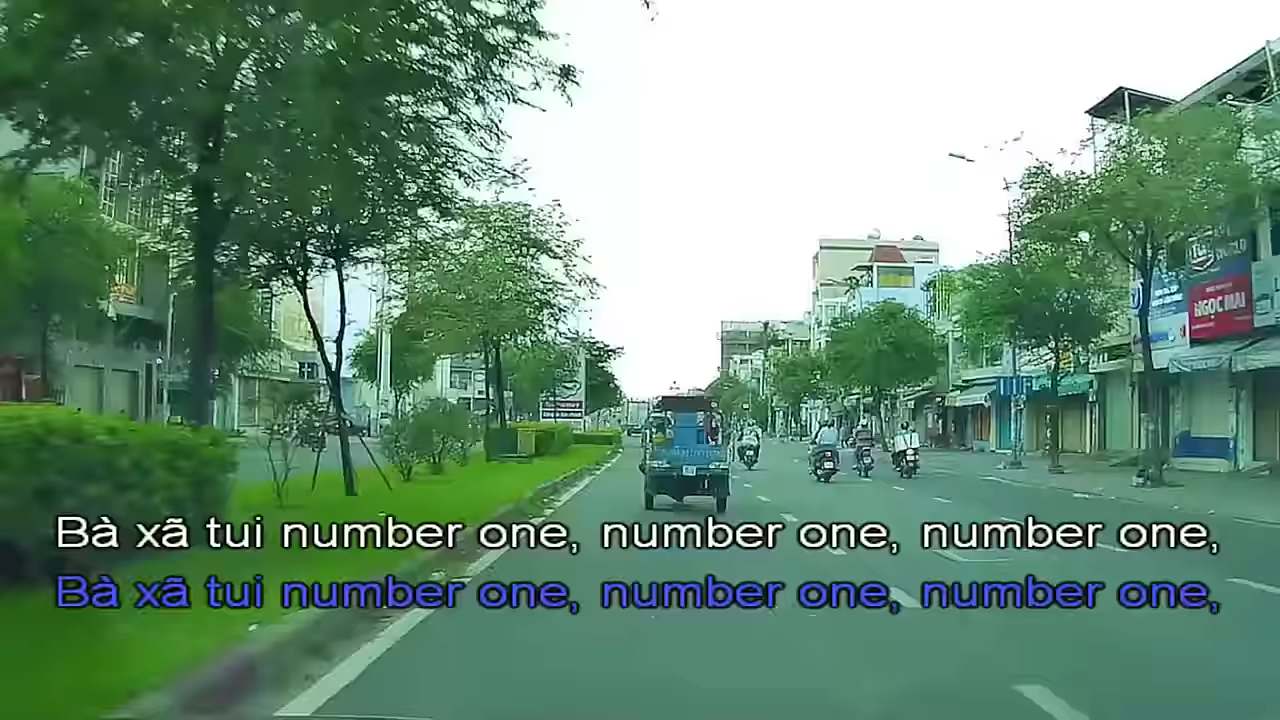 NGỌC MAI
Bà xã tui number one, number one, number one,
Bà xã tui number one, number one, number one,